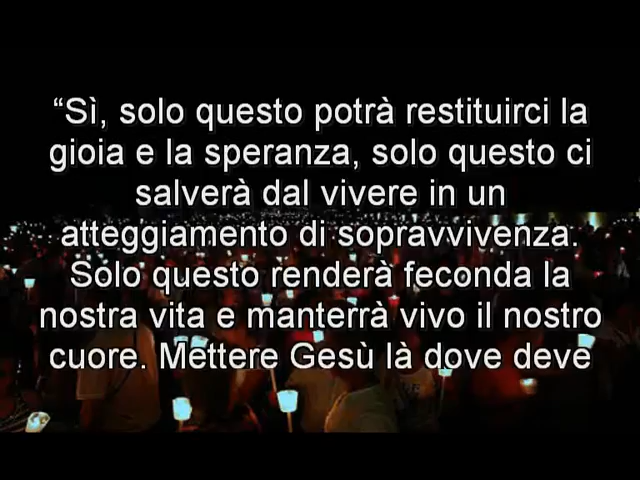 “Sì, solo questo potrà restituirci la
gioia e la speranza, solo questo ci
salverà dal vivere in un
atteggiamento di sopravvivenza.
Solo questo renderà feconda la
nostra vita e manterrà vivo il nostro
cuore. Mettere Gesù là dove deve